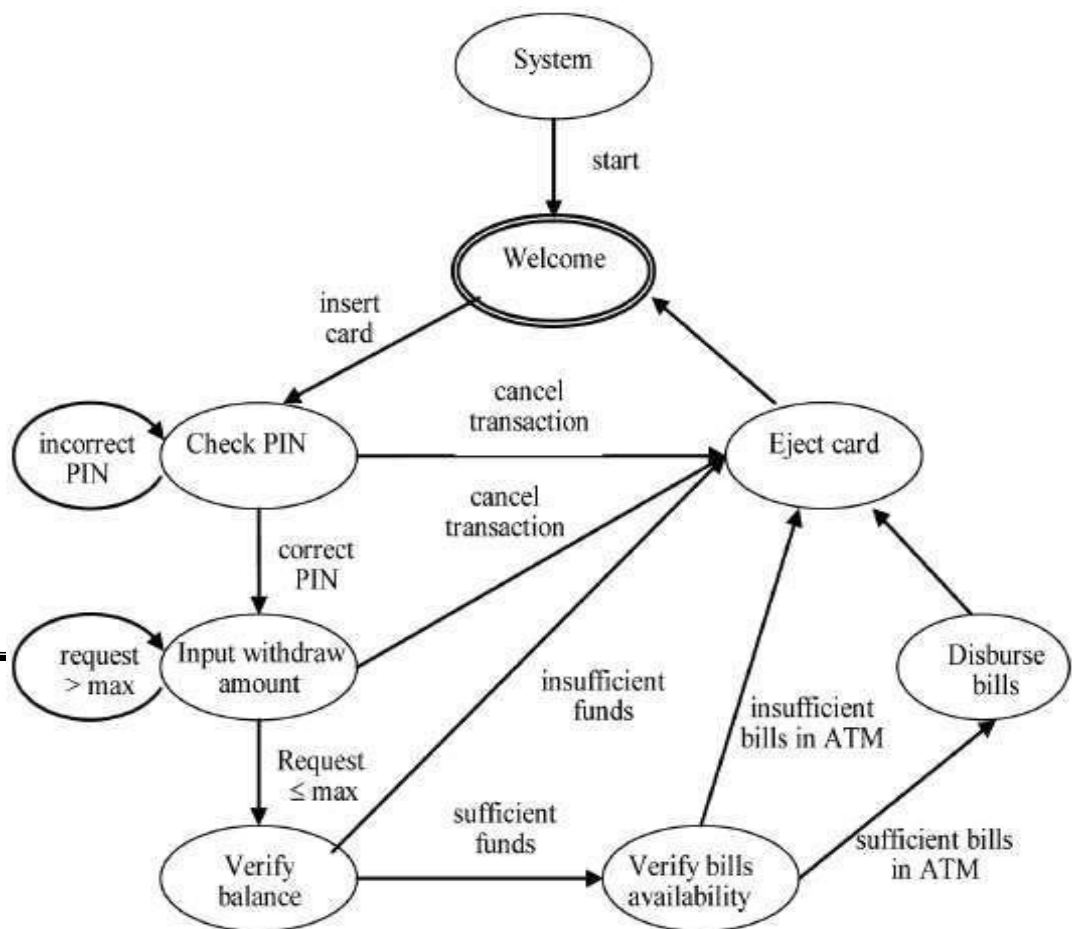 System
start
Welcome
insert
card
cancel
transaction
incorrect
PIN
Check PIN
Eject card
cancel
transaction
correct
PIN
request
> max
Input withdraw
amount
insufficient
funds
Disburse
bills
insufficient
bills in ATM
Request
≤ max
sufficient
funds
sufficient bills
in ATM
Verify
balance
Verify bills
availability